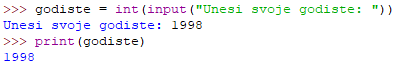 >>> godiste = int(input("Unesi svoje godiste: "))
Unesi svoje godiste: 1998
>>> print(godiste)
1998